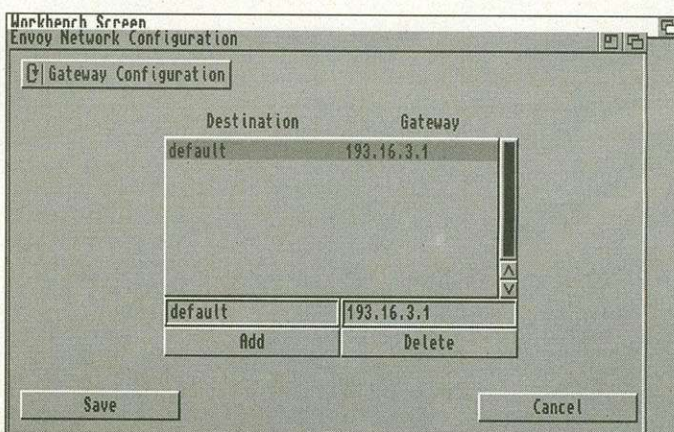 Workbench Screen
Envoy Network Configuration
Gateway Configuration
Destination Gateway
default 193.16.3.1
default 193.16.3.1
Add Delete
Save Cancel